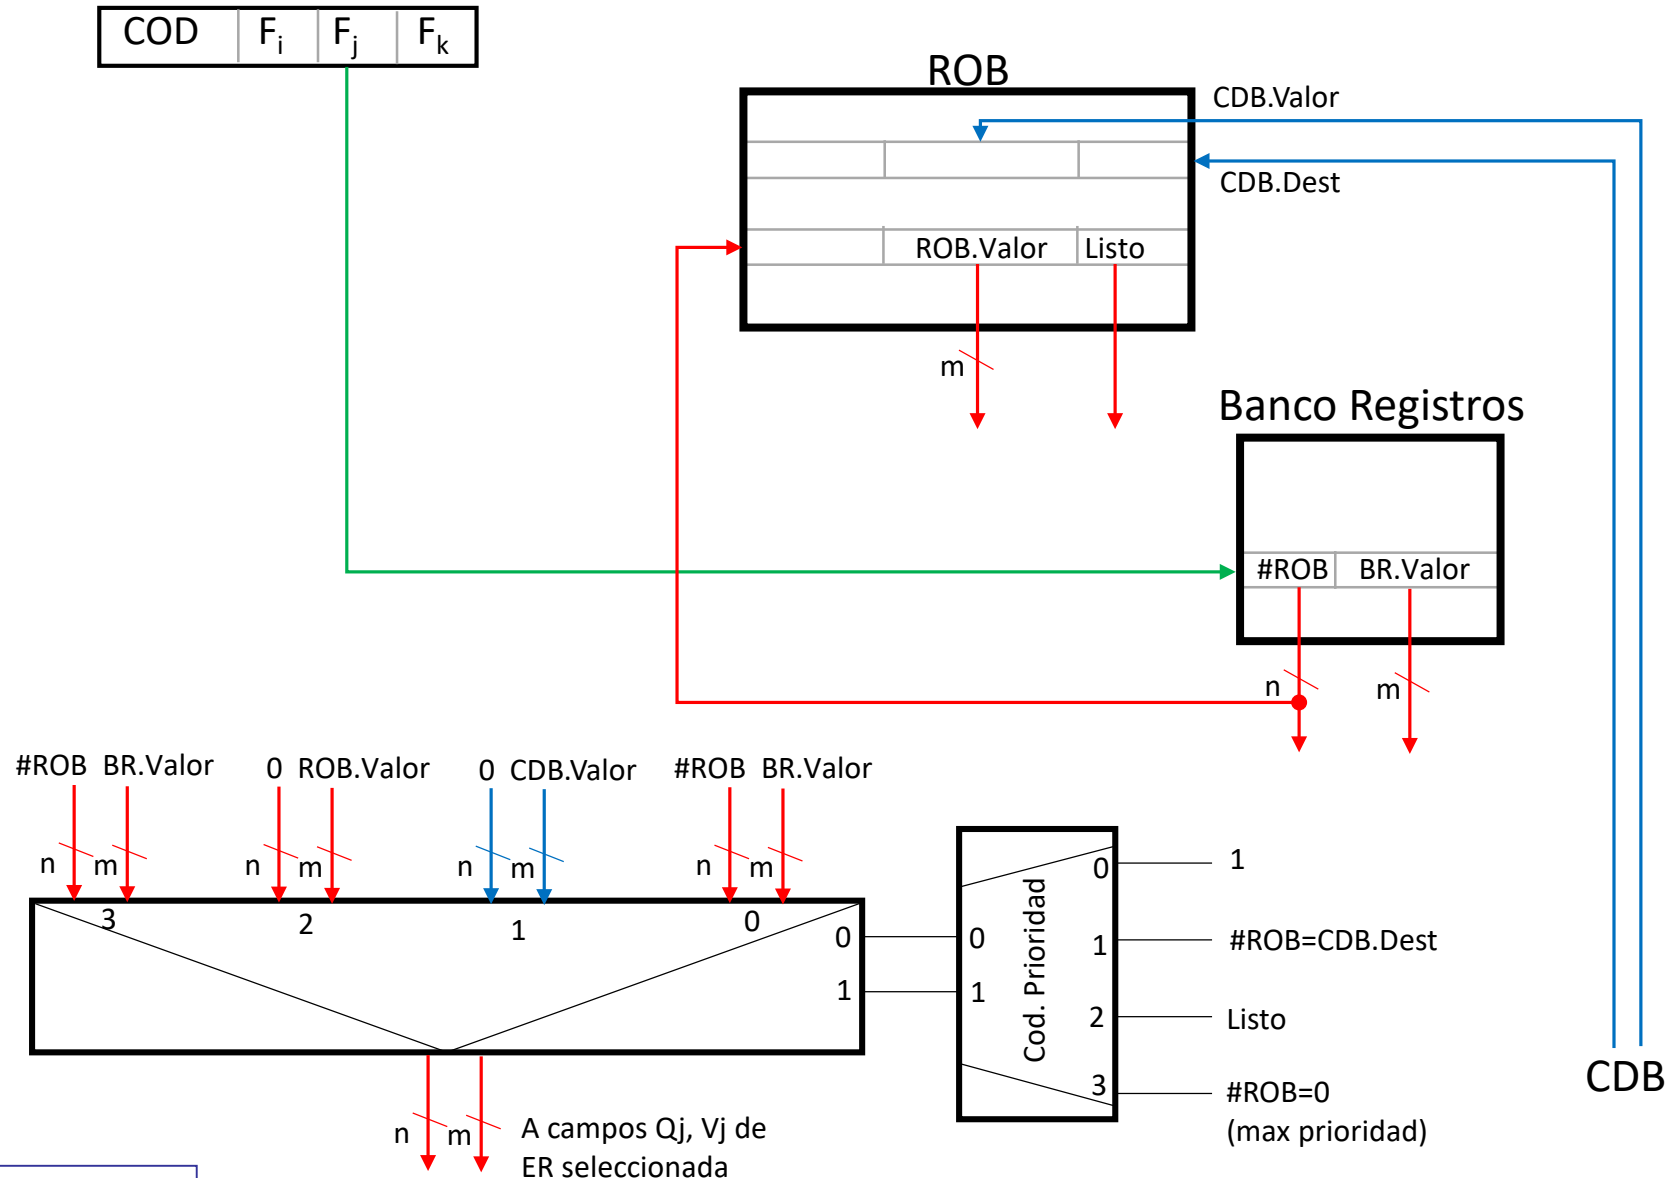 COD Fi Fj Fk
ROB
CDB.Valor
CDB.Dest
ROB.Valor Listo
m
Banco Registros
#ROB BR.Valor
n m
#ROB BR.Valor 0 ROB.Valor 0 CDB.Valor #ROB BR.Valor
n m n m n m n m
3 2 1 0
0
1
0
1
Cod. Prioridad
0
1
2
3
1
#ROB=CDB.Dest
Listo
#ROB=0
(max prioridad)
CDB
n m
A campos Qj, Vj de
ER seleccionada